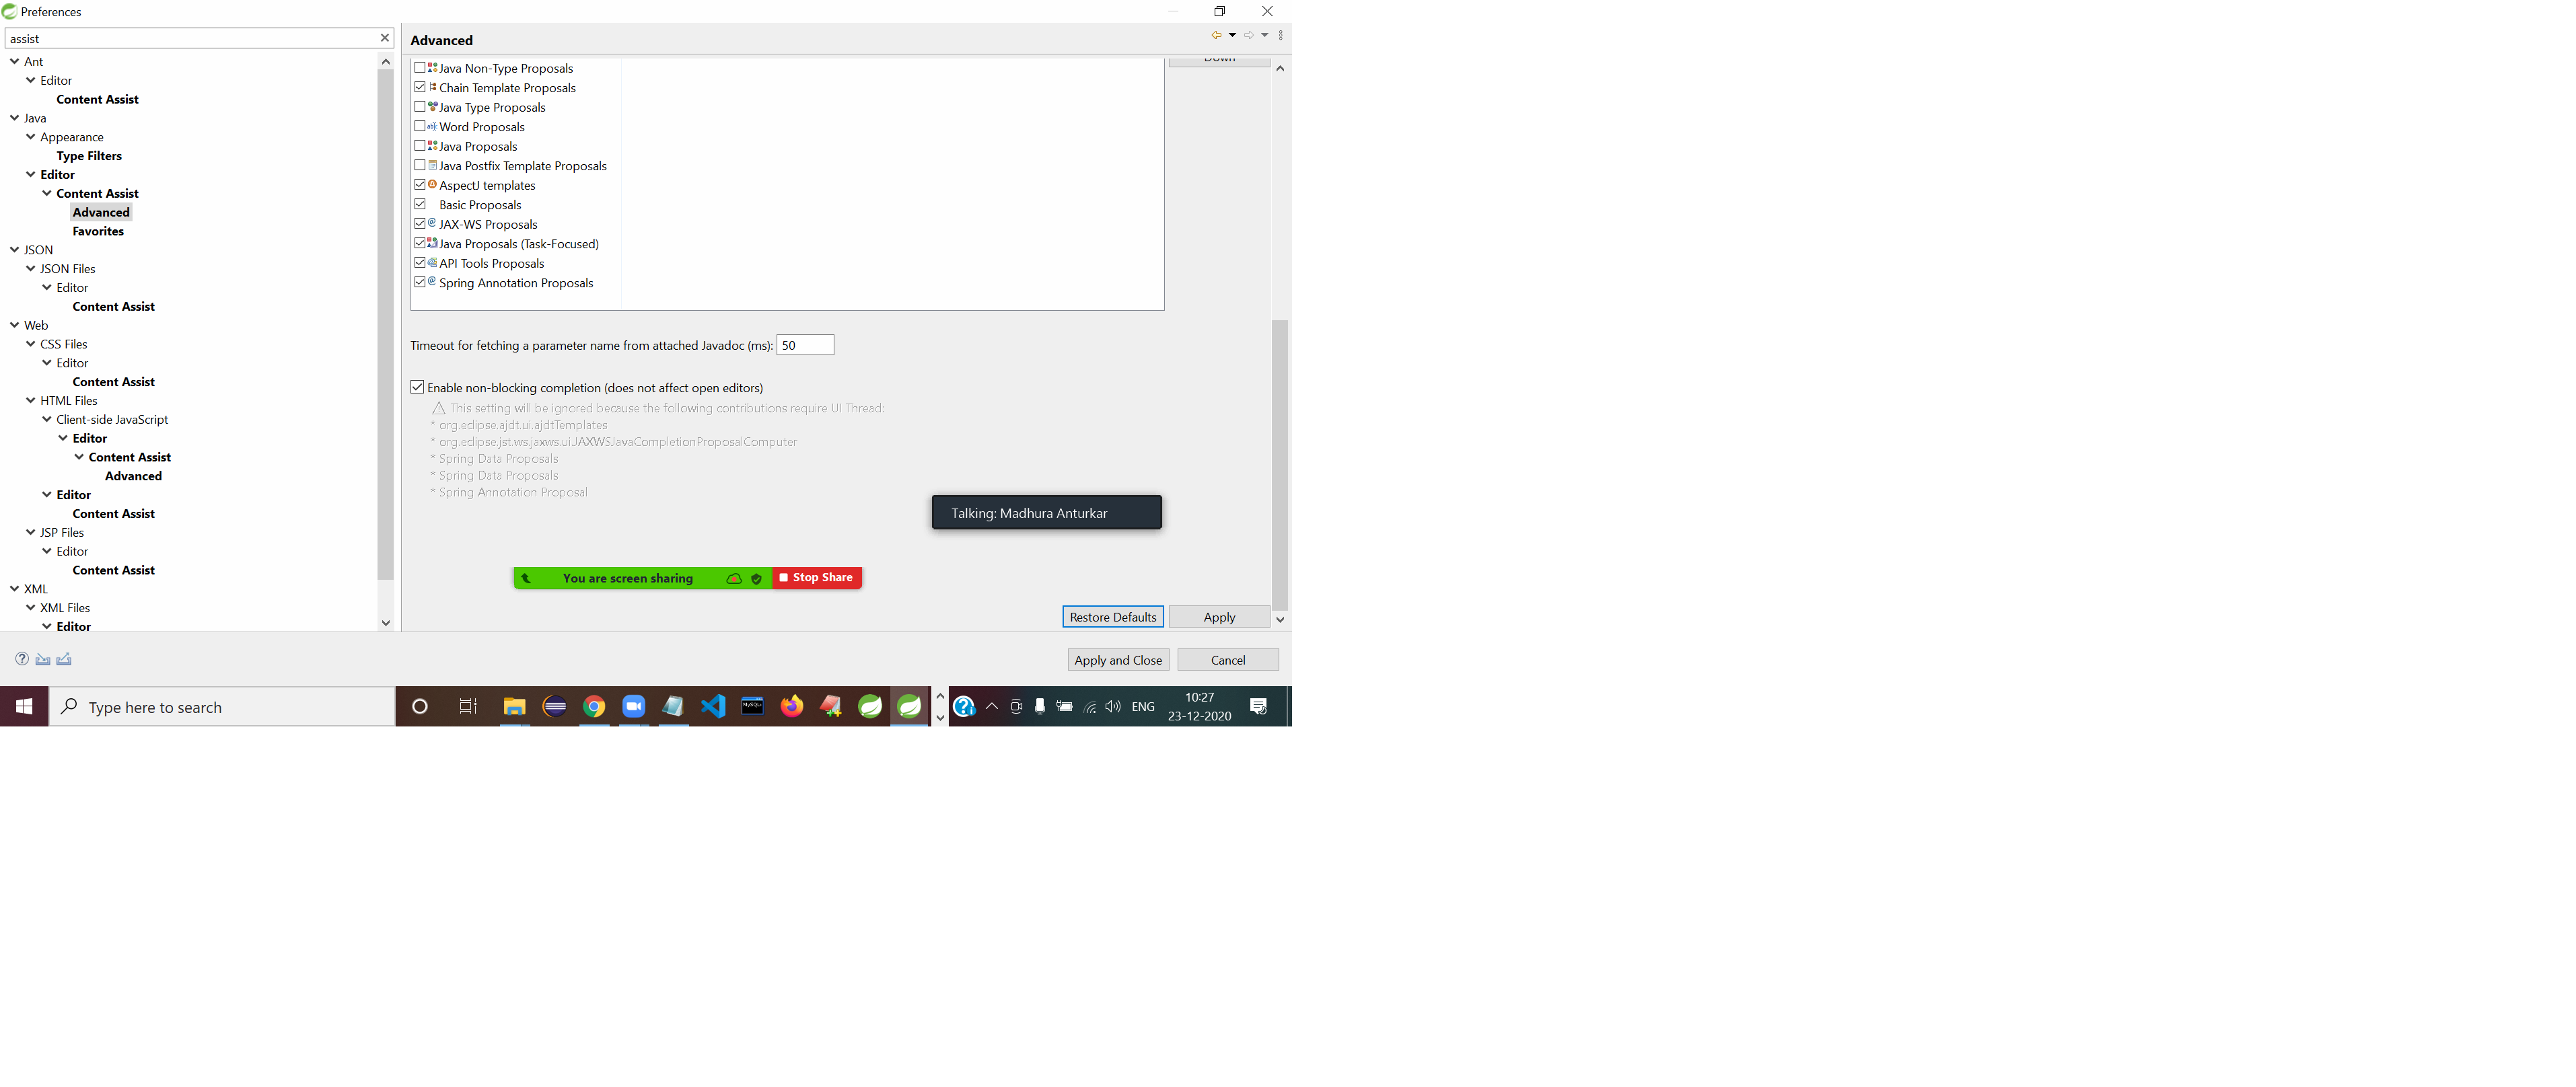 Preferences
assist
Ant
Editor
Content Assist
Java
Appearance
Type Filters
Editor
Content Assist
Advanced
Favorites
JSON
JSON Files
Editor
Content Assist
Web
CSS Files
Editor
Content Assist
HTML Files
Client-side JavaScript
Editor
Content Assist
Advanced
Editor
Content Assist
JSP Files
Editor
Content Assist
XML
XML Files
Editor
Advanced
Down
Java Non-Type Proposals
Chain Template Proposals
Java Type Proposals
Word Proposals
Java Proposals
Java Postfix Template Proposals
AspectJ templates
Basic Proposals
JAX-WS Proposals
Java Proposals (Task-Focused)
API Tools Proposals
Spring Annotation Proposals
Timeout for fetching a parameter name from attached Javadoc (ms): 50
Enable non-blocking completion (does not affect open editors)
This setting will be ignored because the following contributions require UI Thread:
* org.eclipse.ajdt.ui.ajdtTemplates
* org.eclipse.jst.ws.jaxws.ui.JAXWSJavaCompletionProposalComputer
* Spring Data Proposals
* Spring Data Proposals
* Spring Annotation Proposal
Talking: Madhura Anturkar
You are screen sharing Stop Share
Restore Defaults Apply
Apply and Close Cancel
Type here to search
ENG
10:27
23-12-2020